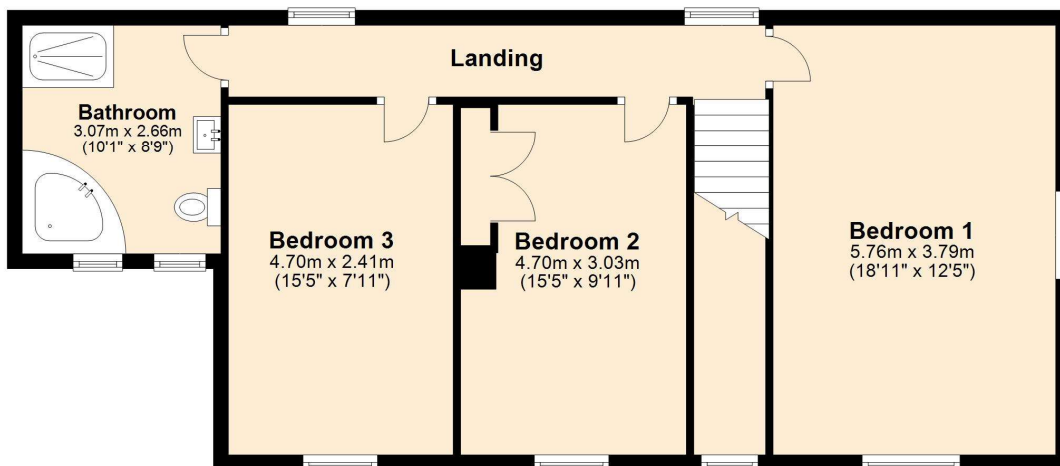 Landing
Bathroom
3.07m x 2.66m
(10'1" x 8'9")
Bedroom 3
4.70m x 2.41m
(15'5" x 7'11")
Bedroom 2
4.70m x 3.03m
(15'5" x 9'11")
Bedroom 1
5.76m x 3.79m
(18'11" x 12'5")